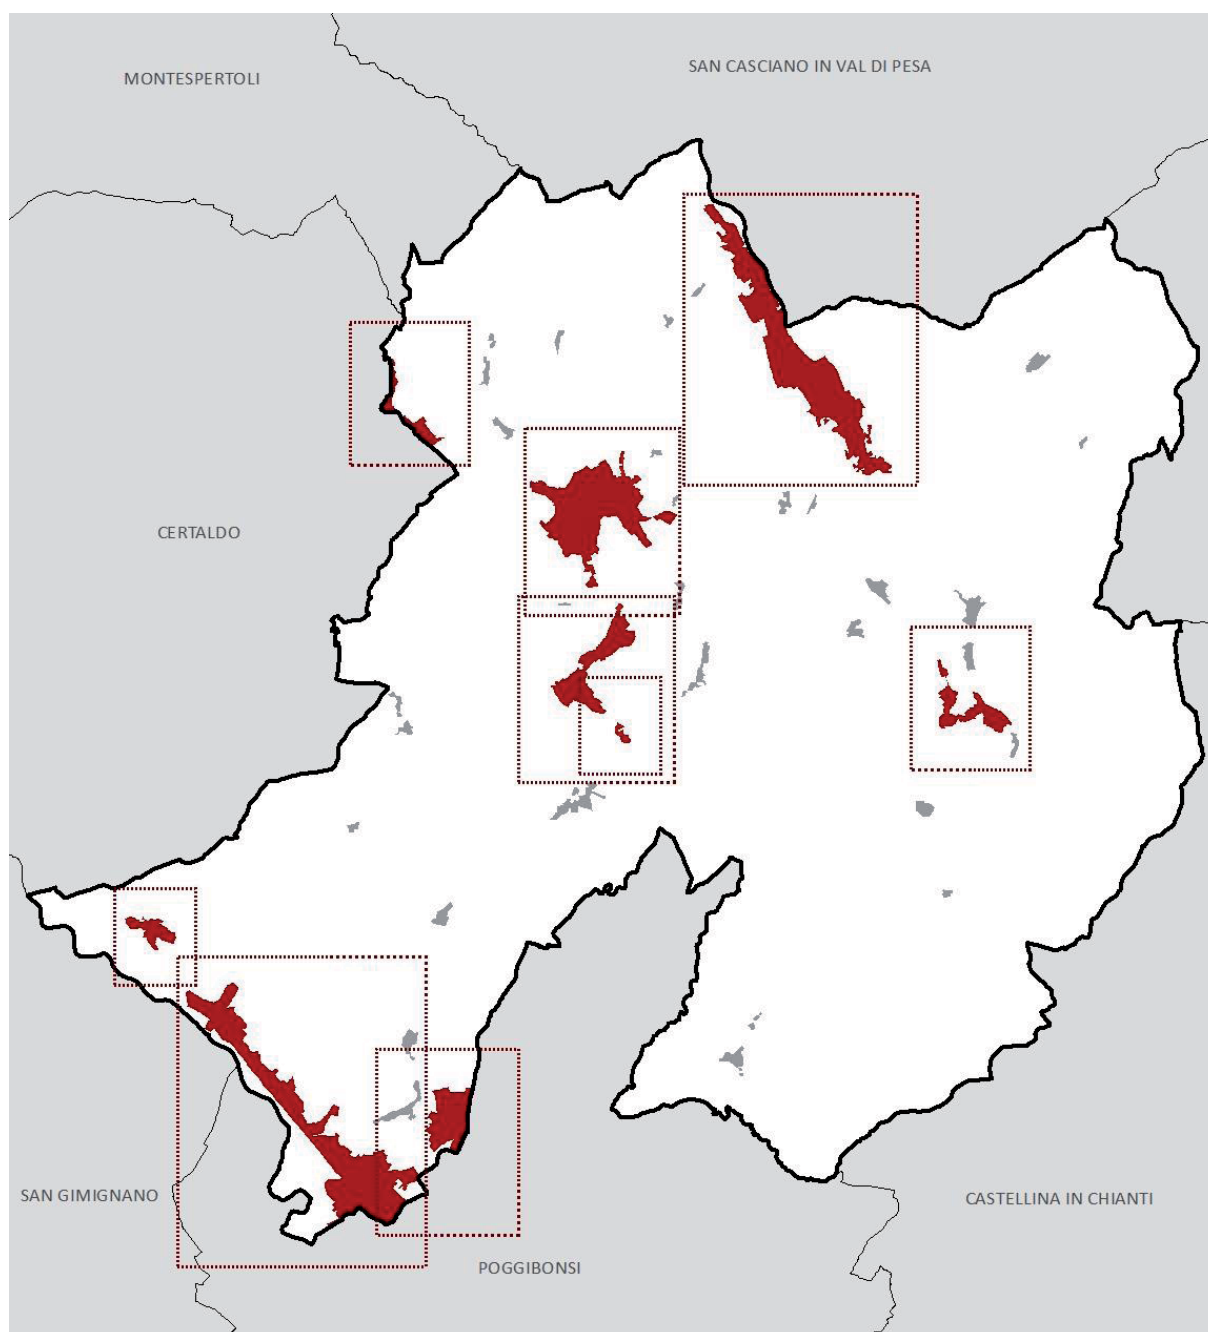 SAN CASCIANO IN VAL DI PESA
MONTESPERTOLI
CERTALDO
SAN GIMIGNANO
CASTELLINA IN CHIANTI
POGGIBONSI